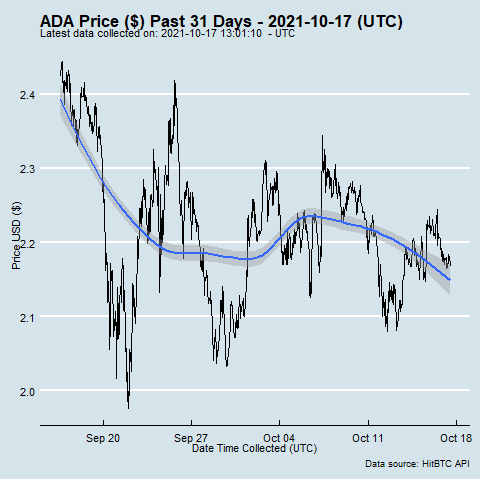 ADA Price ($) Past 31 Days - 2021-10-17 (UTC)
Latest data collected on: 2021-10-17 13:01:10  - UTC
2.4
2.3
2.2
2.1
2.0
Price USD ($)
Sep 20
Sep 27
Oct 04
Oct 11
Oct 18
Date Time Collected (UTC)
Data source: HitBTC API